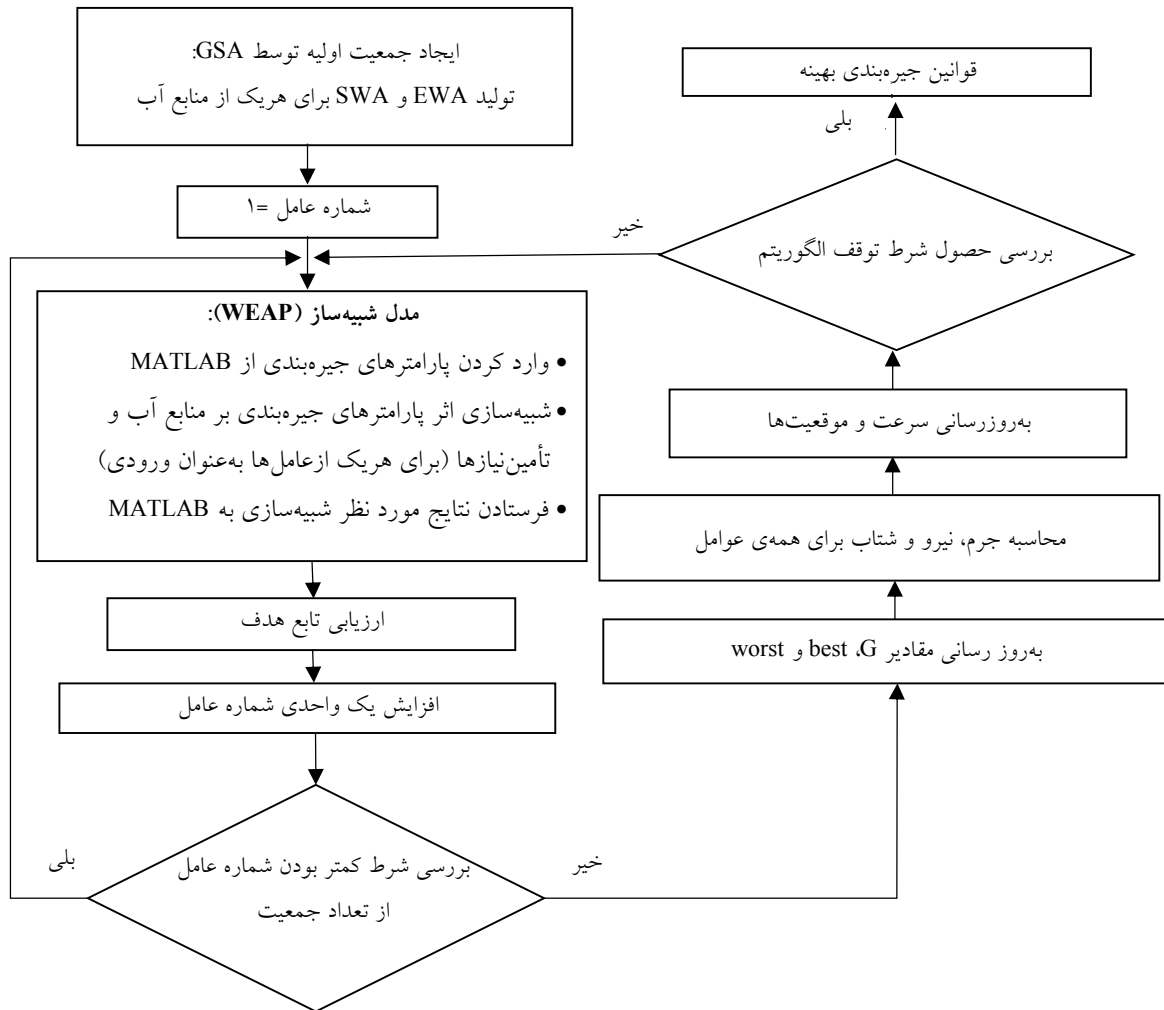 ایجاد جمعیت اولیه توسط GSA:
تولید EWA و SWA برای هریک از منابع آب
شماره عامل =۱
مدل شبیه‌ساز (WEAP):
• وارد کردن پارامترهای جیره‌بندی از MATLAB
• شبیه‌سازی اثر پارامترهای جیره‌بندی بر منابع آب و
تأمین‌نیازها (برای هریک ازعامل‌ها به‌عنوان ورودی)
• فرستادن نتایج مورد نظر شبیه‌سازی به MATLAB
ارزیابی تابع هدف
افزایش یک واحدی شماره عامل
بررسی شرط کمتر بودن شماره عامل
از تعداد جمعیت
بلی
خیر
به‌روز رسانی مقادیر G، best و worst
محاسبه جرم، نیرو و شتاب برای همه‌ی عوامل
به‌روزرسانی سرعت و موقعیت‌ها
بررسی حصول شرط توقف الگوریتم
خیر
بلی
قوانین جیره‌بندی بهینه